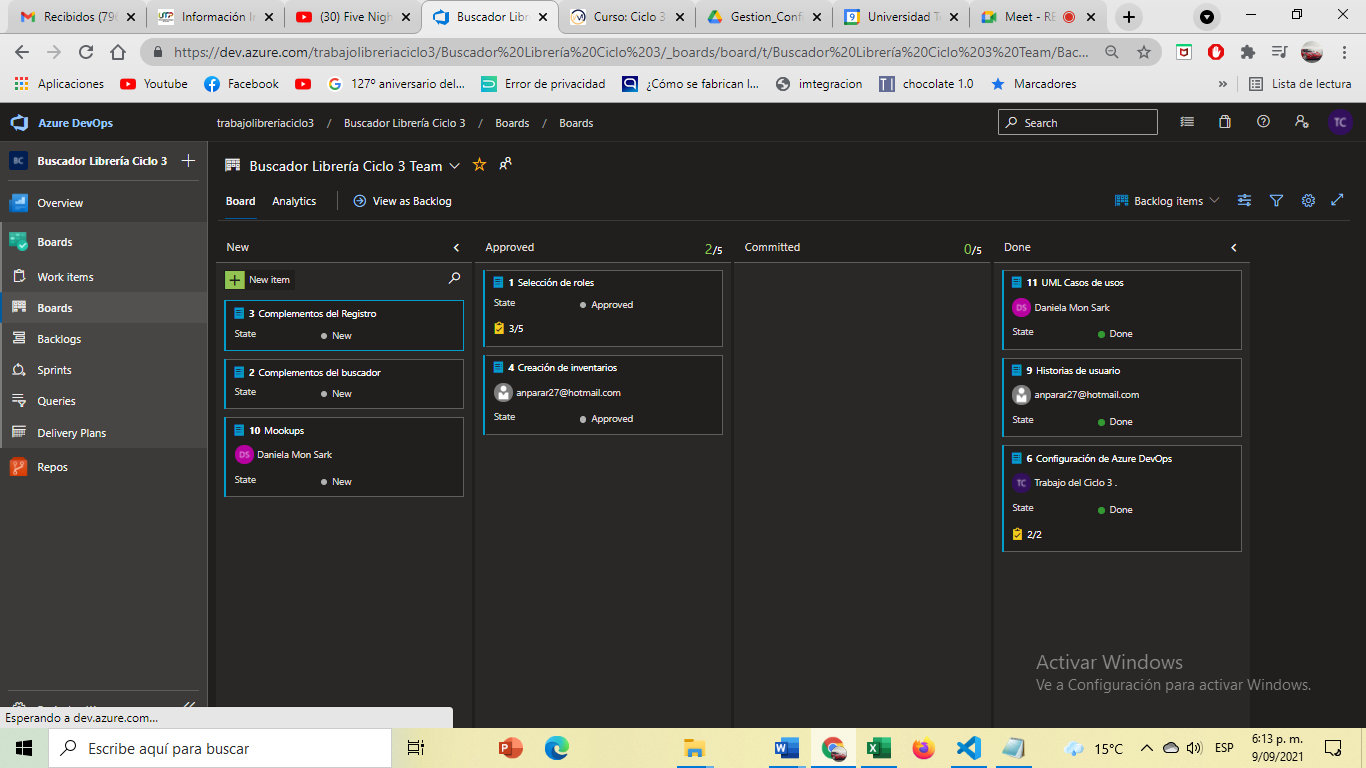 Recibidos (796
Información In
(30) Five Nigh
Buscador Libr
Curso: Ciclo 3
Gestion_Conf
Universidad T
Meet - RE
https://dev.azure.com/trabajolibreriaciclo3/Buscador%20Librería%20Ciclo%203/_boards/board/t/Buscador%20Librería%20Ciclo%203%20Team/Bac...
Aplicaciones
Youtube
Facebook
127º aniversario del...
Error de privacidad
¿Cómo se fabrican l...
imtegracion
chocolate 1.0
Marcadores
»
Lista de lectura
Azure DevOps
trabajolibreriaciclo3 / Buscador Librería Ciclo 3 / Boards / Boards
Search
TC
BC
Buscador Librería Ciclo 3
Overview
Boards
Work items
Boards
Backlogs
Sprints
Queries
Delivery Plans
Repos
Buscador Librería Ciclo 3 Team
Board
Analytics
View as Backlog
Backlog items
New
New item
3 Complementos del Registro
State
New
2 Complementos del buscador
State
New
10 Mookups
DS
Daniela Mon Sark
State
New
Approved
2/5
1 Selección de roles
State
Approved
3/5
4 Creación de inventarios
anparar27@hotmail.com
State
Approved
Committed
0/5
Done
11 UML Casos de usos
DS
Daniela Mon Sark
State
Done
9 Historias de usuario
anparar27@hotmail.com
State
Done
6 Configuración de Azure DevOps
TC
Trabajo del Ciclo 3 .
State
Done
2/2
Activar Windows
Ve a Configuración para activar Windows.
Esperando a dev.azure.com...
Escribe aquí para buscar
15°C
ESP
6:13 p. m.
9/09/2021